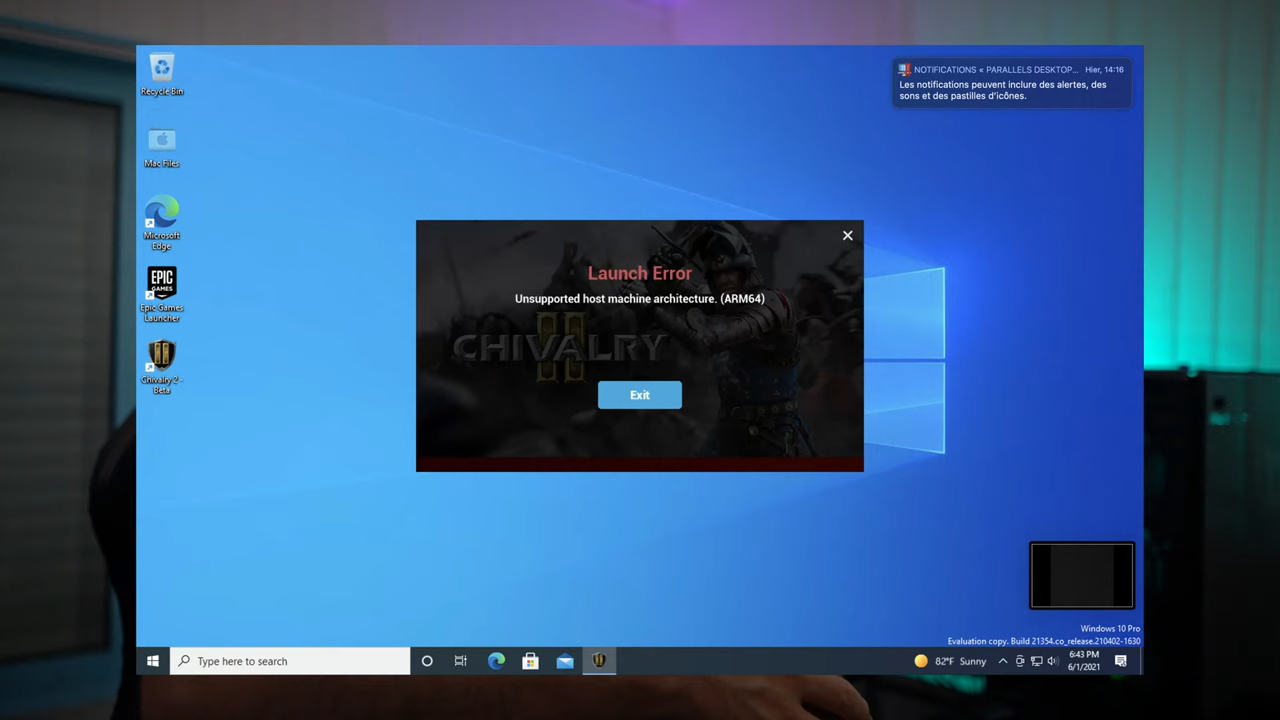 Recycle Bin
Mac Files
Microsoft
Edge
EPIC
GAMES
Epic Games
Launcher
Chivalry 2 -
Beta
NOTIFICATIONS « PARALLELS DESKTOP... Hier, 14:16
Les notifications peuvent inclure des alertes, des
sons et des pastilles d'icônes.
Launch Error
Unsupported host machine architecture. (ARM64)
CHIVALRY
II
Exit
Windows 10 Pro
Evaluation copy. Build 21354.co_release.210402-1630
Type here to search
82°F Sunny
6:43 PM
6/1/2021